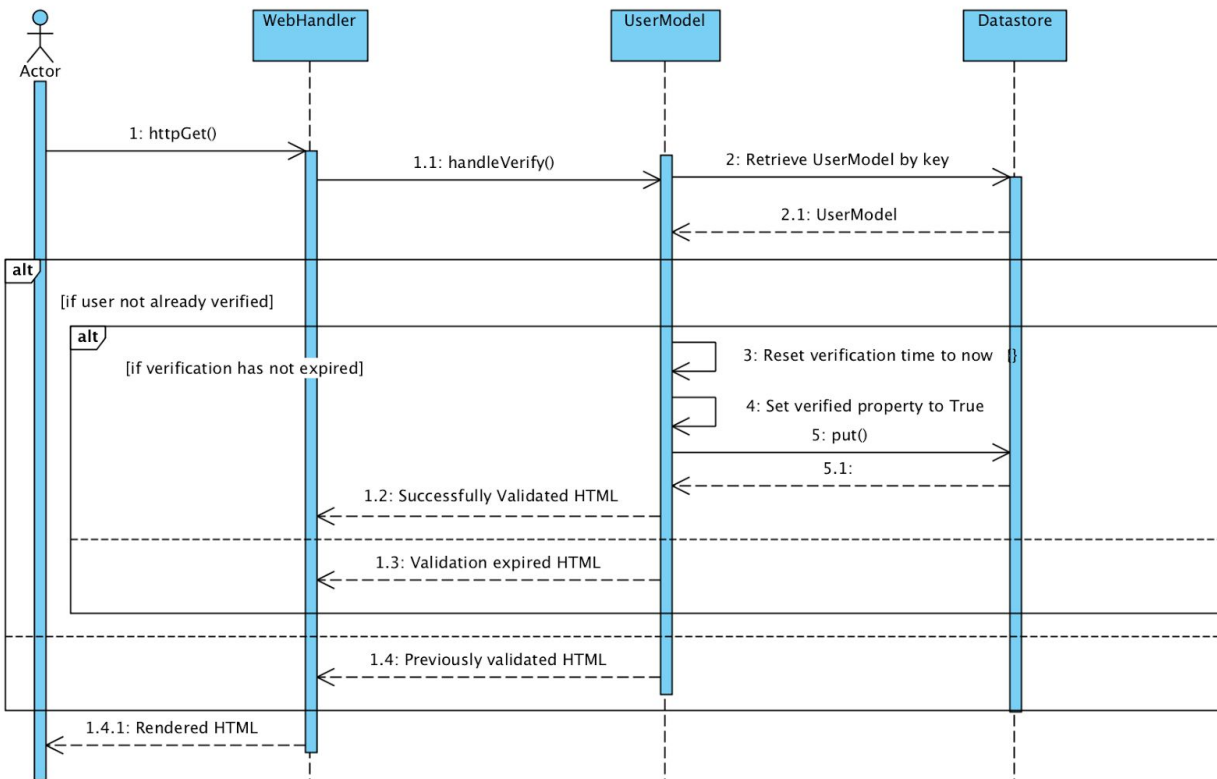 WebHandler
UserModel
Datastore
Actor
1: httpGet()
1.1: handleVerify()
2: Retrieve UserModel by key
2.1: UserModel
alt
[if user not already verified]
alt
[if verification has not expired]
3: Reset verification time to now
4: Set verified property to True
5: put()
5.1:
1.2: Successfully Validated HTML
1.3: Validation expired HTML
1.4: Previously validated HTML
1.4.1: Rendered HTML